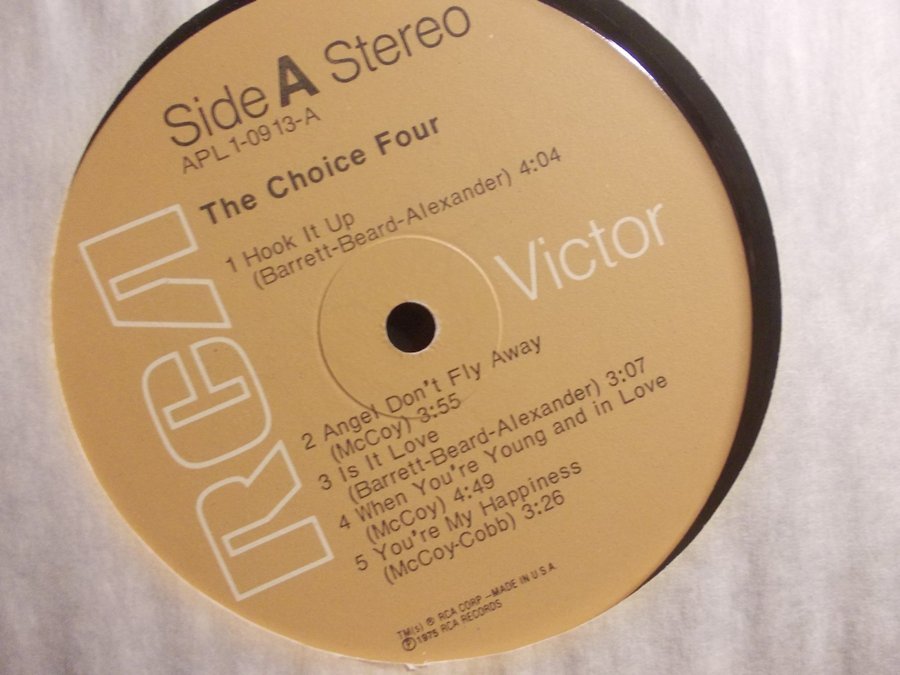 Side A Stereo
APL1-0913-A
The Choice Four
1 Hook It Up
(Barrett-Beard-Alexander) 4:04
RCA
Victor
2 Angel Don't Fly Away
(McCoy) 3:55
3 Is It Love
(Barrett-Beard-Alexander) 3:07
4 When You're Young and in Love
(McCoy) 4:49
5 You're My Happiness
(McCoy-Cobb) 3:26
TM(s) ® RCA CORP.—MADE IN U.S.A.
℗ 1975 RCA RECORDS